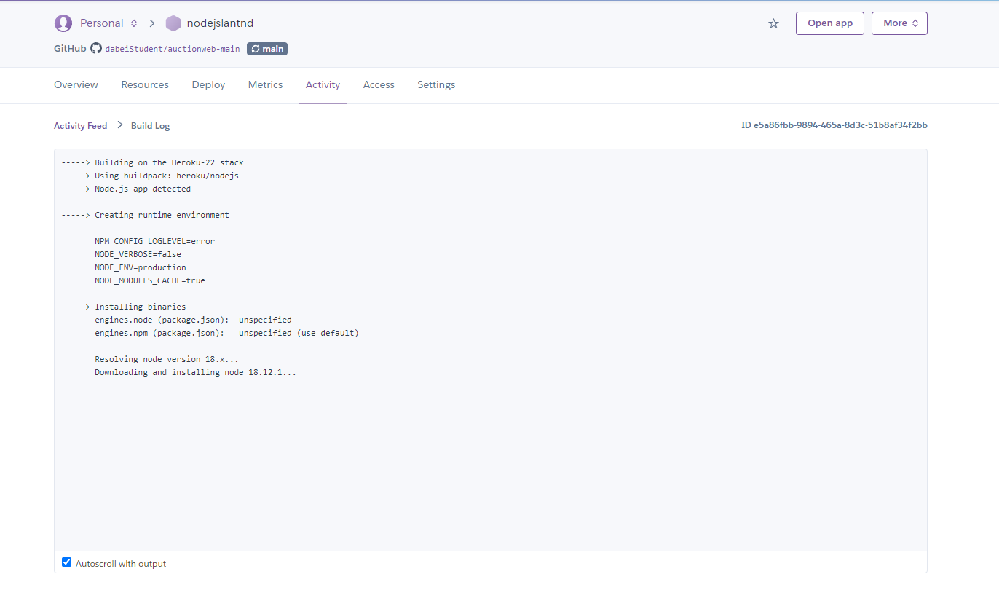 Personal nodejslantnd Open app More
GitHub dabeiStudent/auctionweb-main main
Overview Resources Deploy Metrics Activity Access Settings
Activity Feed Build Log ID e5a86fbb-9894-465a-8d3c-51b8af34f2bb
-----> Building on the Heroku-22 stack
-----> Using buildpack: heroku/nodejs
-----> Node.js app detected
-----> Creating runtime environment
NPM_CONFIG_LOGLEVEL=error
NODE_VERBOSE=false
NODE_ENV=production
NODE_MODULES_CACHE=true
-----> Installing binaries
engines.node (package.json): unspecified
engines.npm (package.json): unspecified (use default)
Resolving node version 18.x...
Downloading and installing node 18.12.1...
Autoscroll with output